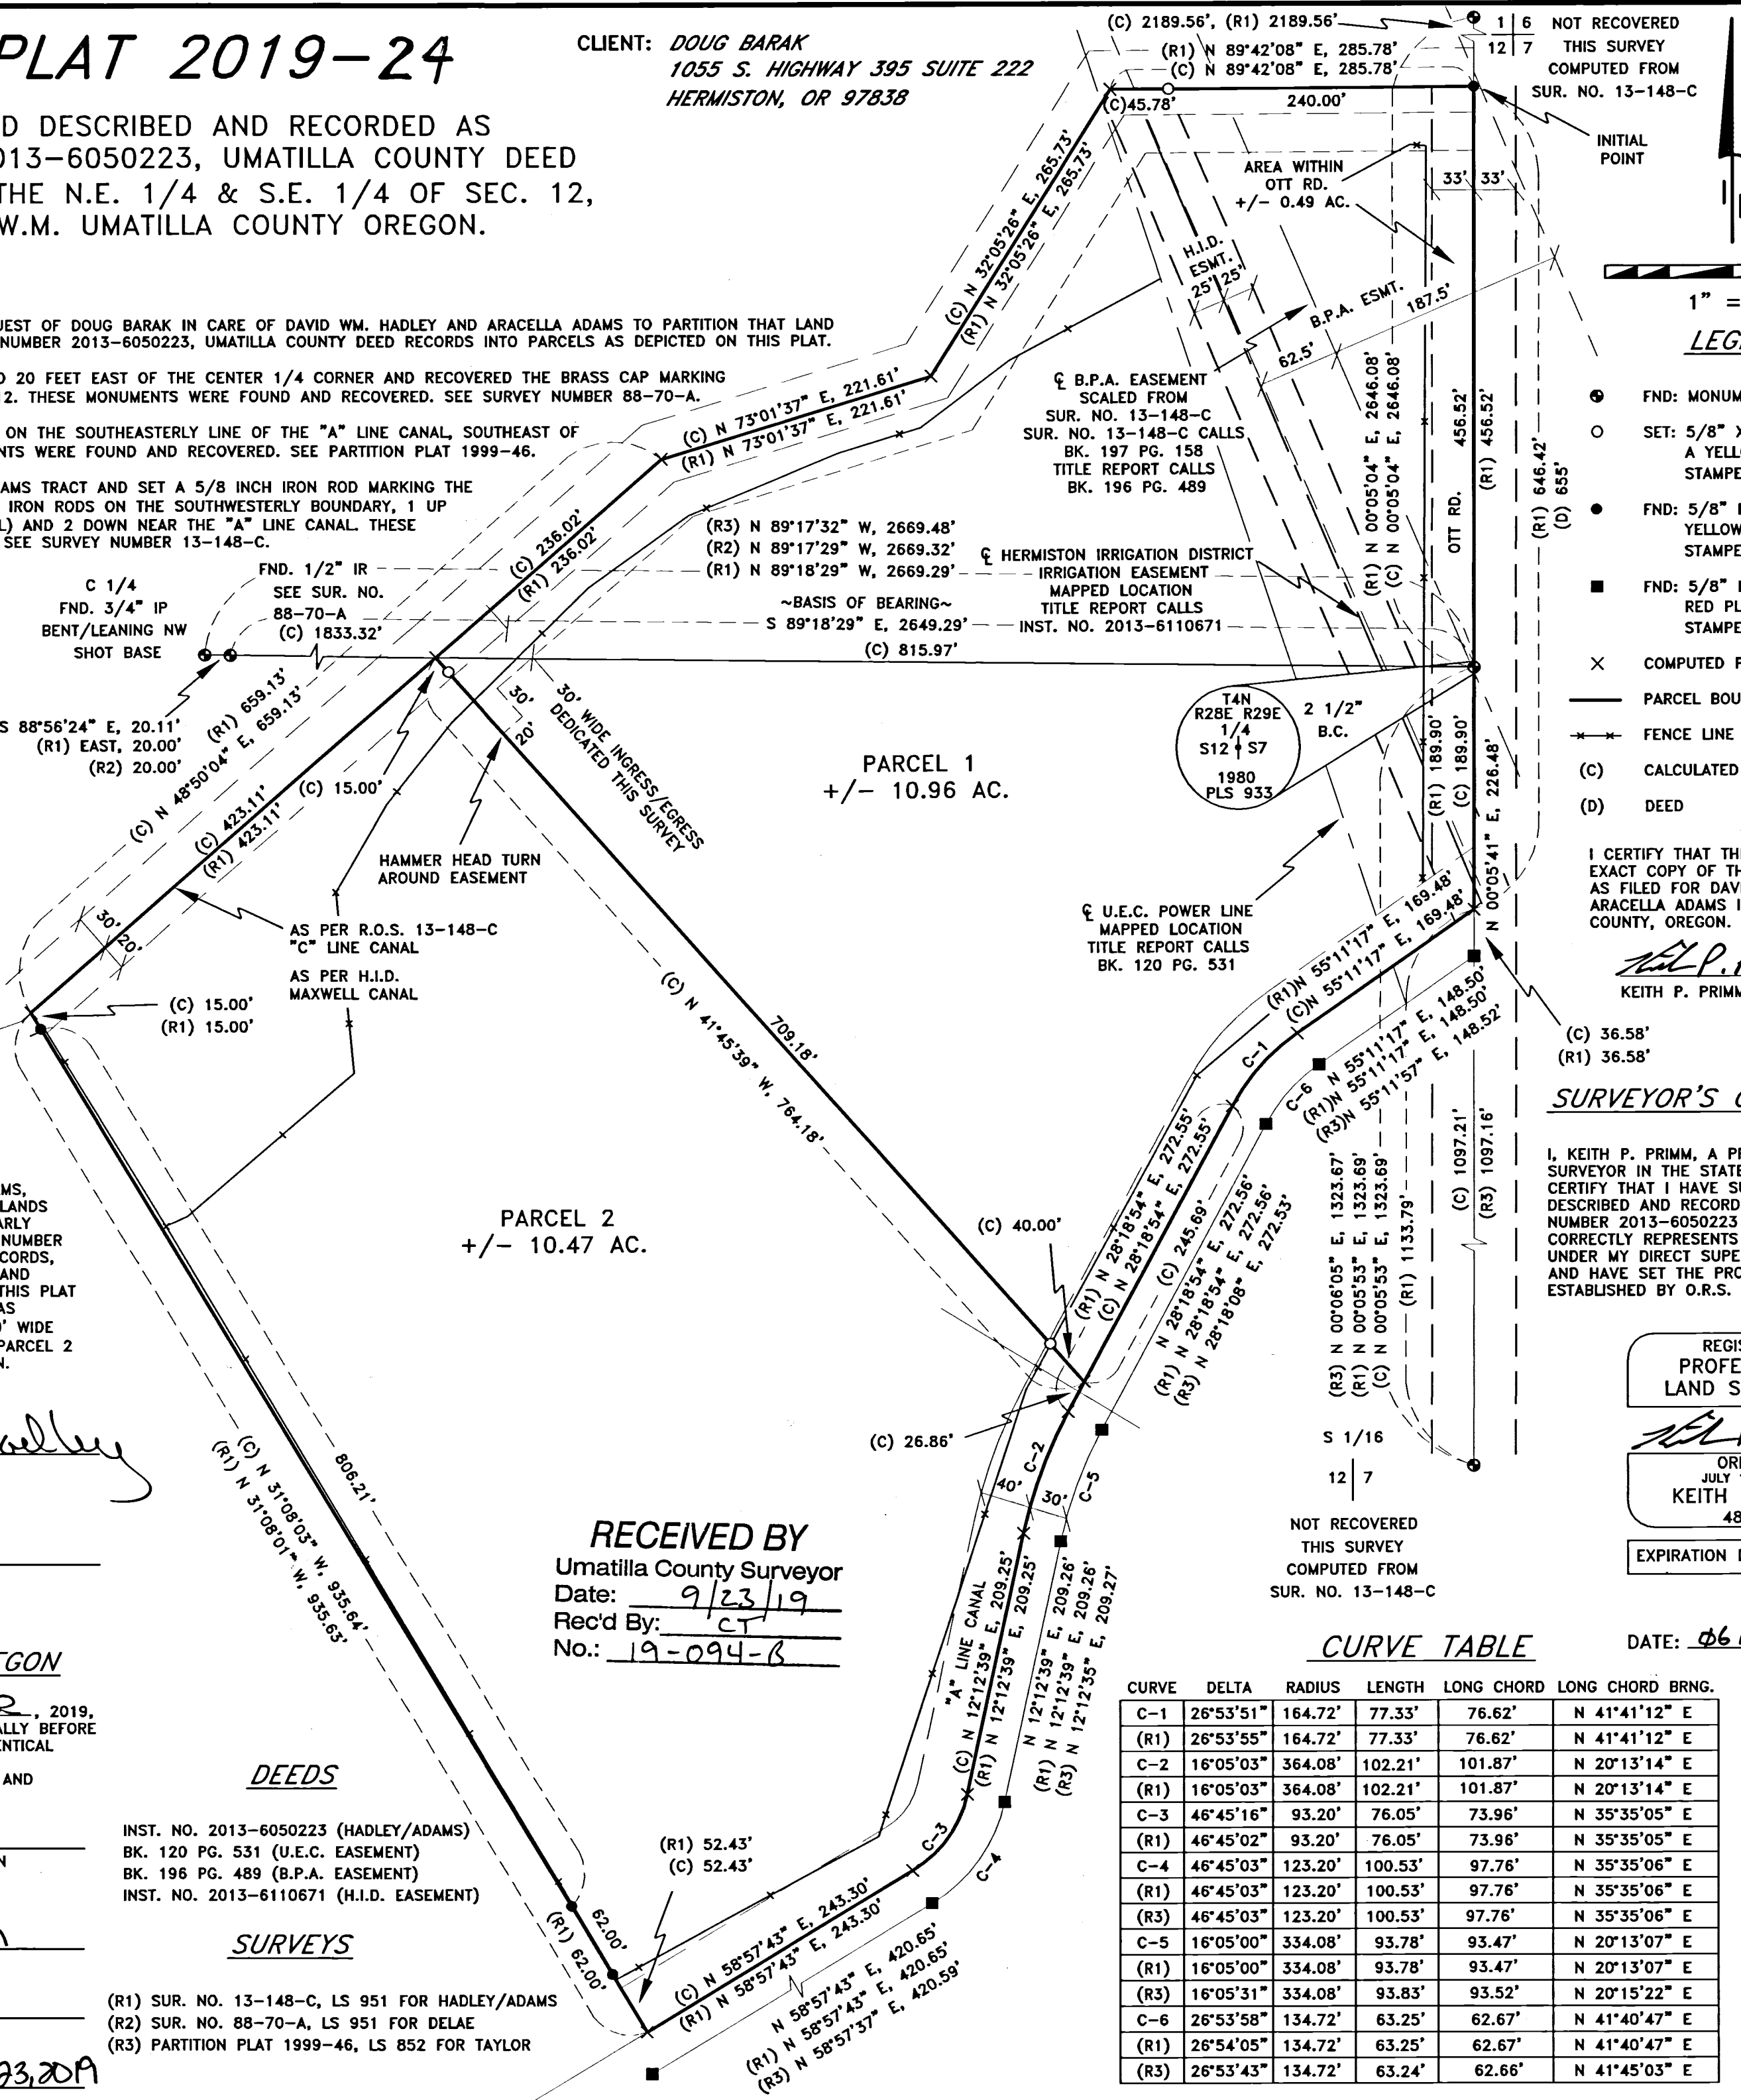 PLAT 2019-24
CLIENT: DOUG BARAK
1055 S. HIGHWAY 395 SUITE 222
HERMISTON, OR 97838
D DESCRIBED AND RECORDED AS
013-6050223, UMATILLA COUNTY DEED
THE N.E. 1/4 & S.E. 1/4 OF SEC. 12,
W.M. UMATILLA COUNTY OREGON.
UEST OF DOUG BARAK IN CARE OF DAVID WM. HADLEY AND ARACELLA ADAMS TO PARTITION THAT LAND
NUMBER 2013-6050223, UMATILLA COUNTY DEED RECORDS INTO PARCELS AS DEPICTED ON THIS PLAT.
D 20 FEET EAST OF THE CENTER 1/4 CORNER AND RECOVERED THE BRASS CAP MARKING
12. THESE MONUMENTS WERE FOUND AND RECOVERED. SEE SURVEY NUMBER 88-70-A.
ON THE SOUTHEASTERLY LINE OF THE "A" LINE CANAL, SOUTHEAST OF
NTS WERE FOUND AND RECOVERED. SEE PARTITION PLAT 1999-46.
AMS TRACT AND SET A 5/8 INCH IRON ROD MARKING THE
IRON RODS ON THE SOUTHWESTERLY BOUNDARY, 1 UP
L) AND 2 DOWN NEAR THE "A" LINE CANAL. THESE
SEE SURVEY NUMBER 13-148-C.
(C) 2189.56', (R1) 2189.56'
(R1) N 89°42'08" E, 285.78'
(C) N 89°42'08" E, 285.78'
(C)45.78'
240.00'
1 | 6
12 | 7
NOT RECOVERED
THIS SURVEY
COMPUTED FROM
SUR. NO. 13-148-C
INITIAL
POINT
AREA WITHIN
OTT RD.
+/- 0.49 AC.
33' 33'
(C) N 32°05'26" E, 265.73'
(R1) N 32°05'26" E, 265.73'
H.I.D.
ESMT.
25' 25'
B.P.A. ESMT.
187.5'
62.5'
1" =
(C) N 73°01'37" E, 221.61'
(R1) N 73°01'37" E, 221.61'
℄ B.P.A. EASEMENT
SCALED FROM
SUR. NO. 13-148-C
SUR. NO. 13-148-C CALLS
BK. 197 PG. 158
TITLE REPORT CALLS
BK. 196 PG. 489
(R1) N 00°05'04" E, 2646.08'
(C) N 00°05'04" E, 2646.08'
OTT RD.
456.52'
(R1) 456.52'
(R1) 646.42'
(D) 655'
LEG
FND: MONUM
SET: 5/8" X
A YELLO
STAMPE
FND: 5/8" I
YELLOW
STAMPE
FND: 5/8" I
RED PL
STAMPE
COMPUTED P
PARCEL BOU
FENCE LINE
(C) CALCULATED
(D) DEED
C 1/4
FND. 3/4" IP
BENT/LEANING NW
SHOT BASE
FND. 1/2" IR
SEE SUR. NO.
88-70-A
(C) 1833.32'
(C) 236.02'
(R1) 236.02'
(R3) N 89°17'32" W, 2669.48'
(R2) N 89°17'29" W, 2669.32'
(R1) N 89°18'29" W, 2669.29'
~BASIS OF BEARING~
S 89°18'29" E, 2649.29'
(C) 815.97'
℄ HERMISTON IRRIGATION DISTRICT
IRRIGATION EASEMENT
MAPPED LOCATION
TITLE REPORT CALLS
INST. NO. 2013-6110671
S 88°56'24" E, 20.11'
(R1) EAST, 20.00'
(R2) 20.00'
(R1) 659.13'
(C) N 48°50'04" E, 659.13'
(C) 423.11'
(R1) 423.11'
(C) 15.00'
30'
20'
30' WIDE INGRESS/EGRESS
DEDICATED THIS SURVEY
HAMMER HEAD TURN
AROUND EASEMENT
PARCEL 1
+/- 10.96 AC.
T4N
R28E R29E
1/4
S12 S7
1980
PLS 933
2 1/2"
B.C.
(R1) 189.90'
(C) 189.90'
N 00°05'41" E, 226.48'
30' 20'
AS PER R.O.S. 13-148-C
"C" LINE CANAL
AS PER H.I.D.
MAXWELL CANAL
(C) 15.00'
(R1) 15.00'
℄ U.E.C. POWER LINE
MAPPED LOCATION
TITLE REPORT CALLS
BK. 120 PG. 531
I CERTIFY THAT TH
EXACT COPY OF TH
AS FILED FOR DAV
ARACELLA ADAMS I
COUNTY, OREGON.
KEITH P. PRIMM
(C) N 41°45'39" W, 764.18'
709.18'
(R1)N 55°11'17" E, 169.48'
(C)N 55°11'17" E, 169.48'
C-1
C-6
N 55°11'17" E, 148.50'
(R1)N 55°11'17" E, 148.50'
(R3)N 55°11'57" E, 148.52'
(C) 36.58'
(R1) 36.58'
SURVEYOR'S C
I, KEITH P. PRIMM, A PR
SURVEYOR IN THE STATE
CERTIFY THAT I HAVE SU
DESCRIBED AND RECORD
NUMBER 2013-6050223
CORRECTLY REPRESENTS
UNDER MY DIRECT SUPE
AND HAVE SET THE PRO
ESTABLISHED BY O.R.S.
MS,
LANDS
ARLY
NUMBER
CORDS,
AND
THIS PLAT
AS
0' WIDE
PARCEL 2
N.
PARCEL 2
+/- 10.47 AC.
(C) 40.00'
(R1) N 28°18'54" E, 272.55'
(C) N 28°18'54" E, 272.55'
(C) 245.69'
N 28°18'54" E, 272.56'
(R1) N 28°18'54" E, 272.56'
(R3) N 28°18'08" E, 272.53'
(R3) N 00°06'05" E, 1323.67'
(R1) N 00°05'53" E, 1323.69'
(C) N 00°05'53" E, 1323.69'
(R1) 1133.79'
(C) 1097.21'
(R3) 1097.16'
(C) 26.86'
C-2
C-5
40'
30'
S 1/16
12 | 7
NOT RECOVERED
THIS SURVEY
COMPUTED FROM
SUR. NO. 13-148-C
REGIS
PROFE
LAND S
ORE
JULY
KEITH
48
EXPIRATION D
DATE: 06
806.21'
(C) N 31°08'03" W, 935.64'
(R1) N 31°08'01" W, 935.63'
RECEIVED BY
Umatilla County Surveyor
Date: 9/23/19
Rec'd By: CT
No.: 19-094-B
"A" LINE CANAL
(C) N 12°12'39" E, 209.25'
(R1) N 12°12'39" E, 209.25'
N 12°12'39" E, 209.26'
(R1) N 12°12'39" E, 209.26'
(R3) N 12°12'35" E, 209.27'
EGON
, 2019,
ALLY BEFORE
ENTICAL
AND
N
23, 2019
DEEDS
INST. NO. 2013-6050223 (HADLEY/ADAMS)
BK. 120 PG. 531 (U.E.C. EASEMENT)
BK. 196 PG. 489 (B.P.A. EASEMENT)
INST. NO. 2013-6110671 (H.I.D. EASEMENT)
SURVEYS
(R1) SUR. NO. 13-148-C, LS 951 FOR HADLEY/ADAMS
(R2) SUR. NO. 88-70-A, LS 951 FOR DELAE
(R3) PARTITION PLAT 1999-46, LS 852 FOR TAYLOR
62.00'
(R1) 62.00'
(R1) 52.43'
(C) 52.43'
C-3
C-4
(C) N 58°57'43" E, 243.30'
(R1) N 58°57'43" E, 243.30'
N 58°57'43" E, 420.65'
(R1) N 58°57'43" E, 420.65'
(R3) N 58°57'37" E, 420.59'
CURVE TABLE
CURVE DELTA RADIUS LENGTH LONG CHORD LONG CHORD BRNG.
C-1 26°53'51" 164.72' 77.33' 76.62' N 41°41'12" E
(R1) 26°53'55" 164.72' 77.33' 76.62' N 41°41'12" E
C-2 16°05'03" 364.08' 102.21' 101.87' N 20°13'14" E
(R1) 16°05'03" 364.08' 102.21' 101.87' N 20°13'14" E
C-3 46°45'16" 93.20' 76.05' 73.96' N 35°35'05" E
(R1) 46°45'02" 93.20' 76.05' 73.96' N 35°35'05" E
C-4 46°45'03" 123.20' 100.53' 97.76' N 35°35'06" E
(R1) 46°45'03" 123.20' 100.53' 97.76' N 35°35'06" E
(R3) 46°45'03" 123.20' 100.53' 97.76' N 35°35'06" E
C-5 16°05'00" 334.08' 93.78' 93.47' N 20°13'07" E
(R1) 16°05'00" 334.08' 93.78' 93.47' N 20°13'07" E
(R3) 16°05'31" 334.08' 93.83' 93.52' N 20°15'22" E
C-6 26°53'58" 134.72' 63.25' 62.67' N 41°40'47" E
(R1) 26°54'05" 134.72' 63.25' 62.67' N 41°40'47" E
(R3) 26°53'43" 134.72' 63.24' 62.66' N 41°45'03" E